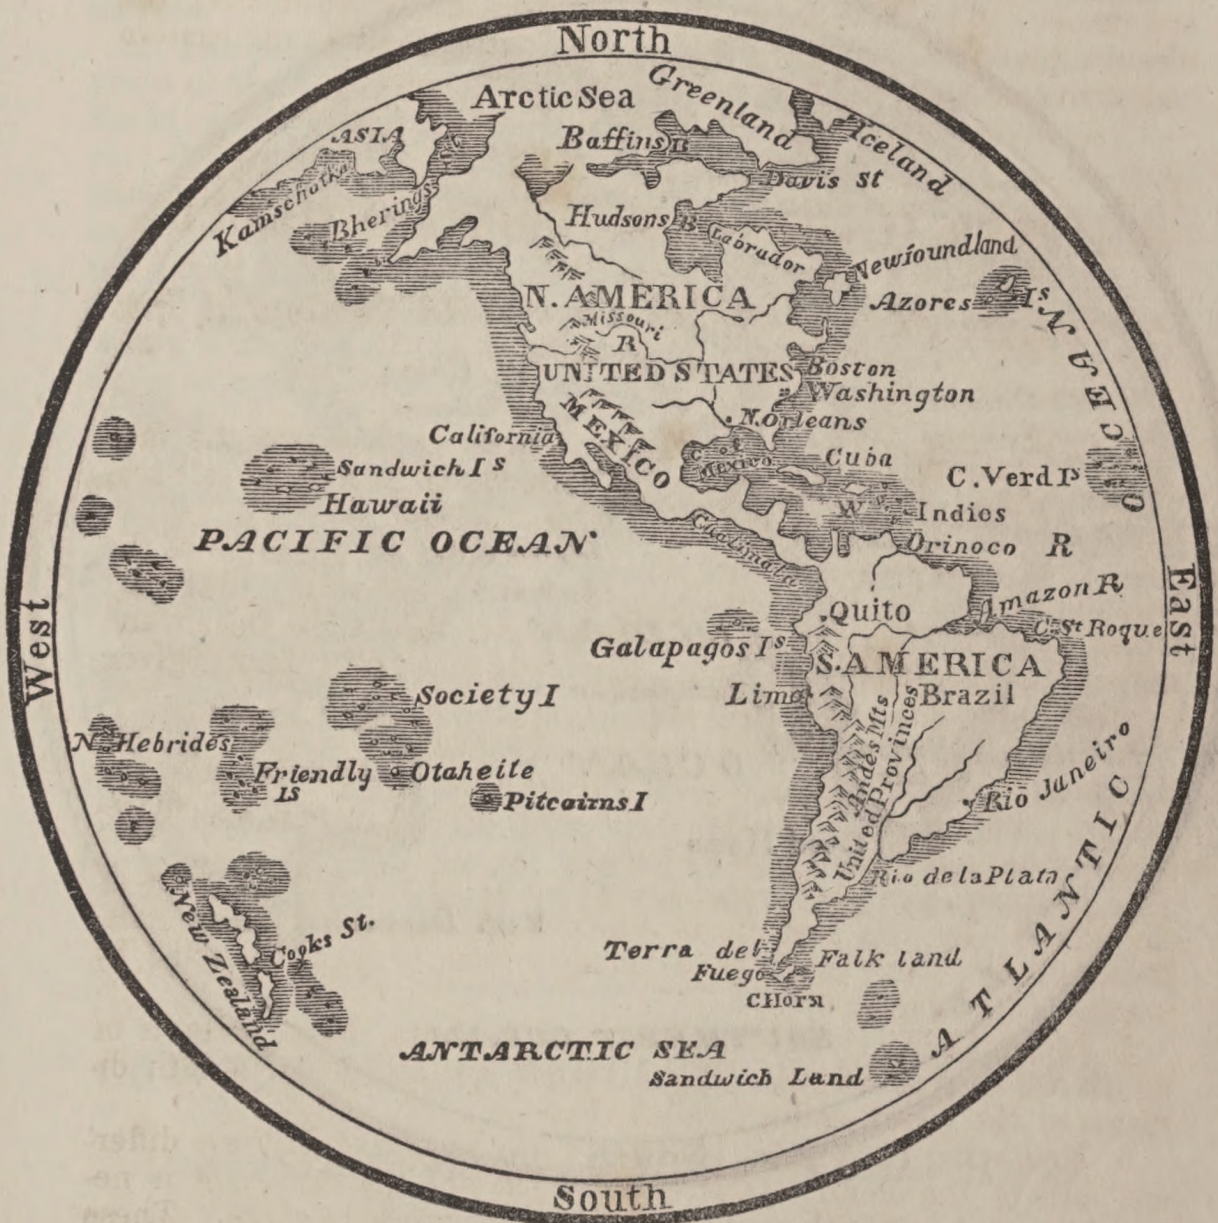 North
Arctic Sea
Greenland
ASIA
Baffins B
Iceland
Kamschatka
Davis St
Bherings
Hudsons B
Labrador
Newfoundland
N. AMERICA
Azores Is
Missouri
R
UNITED STATES
Boston
Washington
MEXICO
N. Orleans
California
G of
Mexico
Cuba
Sandwich Is
C. Verd Is
Hawaii
W Indies
PACIFIC OCEAN
Guatimala
Orinoco R
West
East
Quito
Amazon R
C. St Roque
Galapagos Is
S. AMERICA
Society I
Lima
Brazil
Andes Mts
United Provinces
N. Hebrides
Friendly
Is
Otaheite
Pitcairns I
Rio Janeiro
Rio de la Plata
New Zealand
Cooks St.
Terra del
Fuego
Falk land
C Horn
ATLANTIC OCEAN
ANTARCTIC SEA
Sandwich Land
South